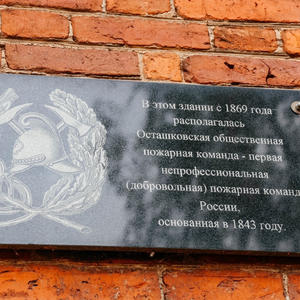 В этом здании с 1869 года
располагалась
Осташковская общественная
пожарная команда - первая
непрофессиональная
(добровольная) пожарная команда
России,
основанная в 1843 году.